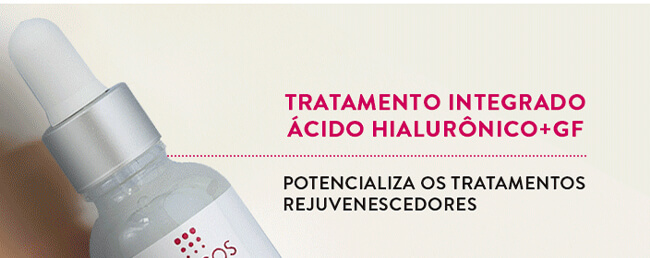 TRATAMENTO INTEGRADO
ÁCIDO HIALURÔNICO+GF
POTENCIALIZA OS TRATAMENTOS
REJUVENESCEDORES